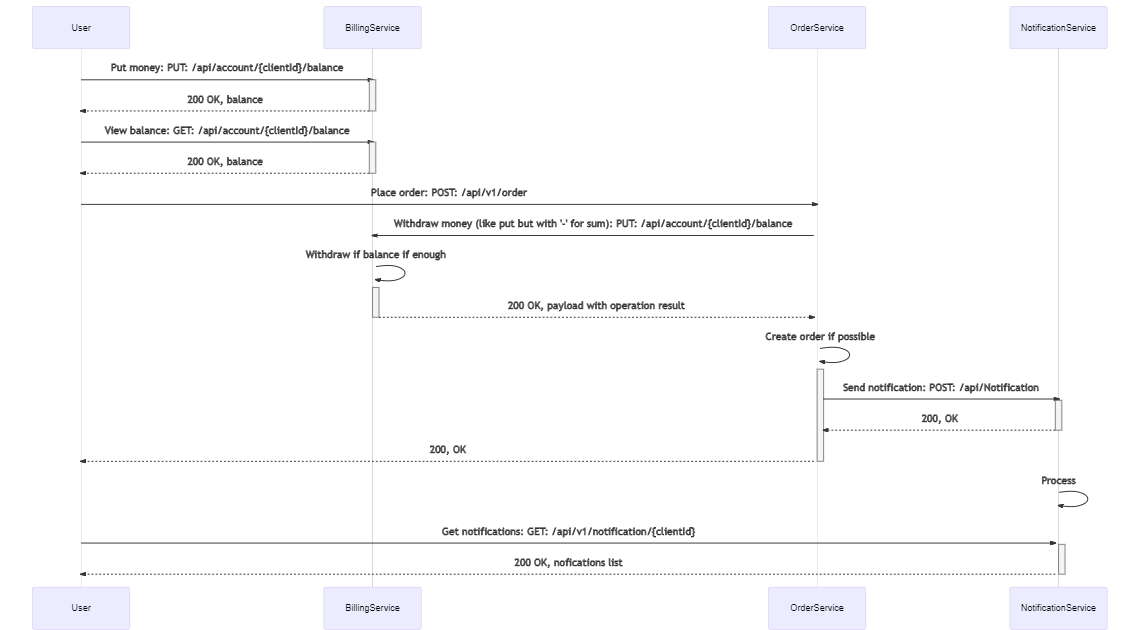 User BillingService OrderService NotificationService
Put money: PUT: /api/account/{clientId}/balance
200 OK, balance
View balance: GET: /api/account/{clientId}/balance
200 OK, balance
Place order: POST: /api/v1/order
Withdraw money (like put but with '-' for sum): PUT: /api/account/{clientId}/balance
Withdraw if balance if enough
200 OK, payload with operation result
Create order if possible
Send notification: POST: /api/Notification
200, OK
200, OK
Process
Get notifications: GET: /api/v1/notification/{clientId}
200 OK, nofications list
User BillingService OrderService NotificationService